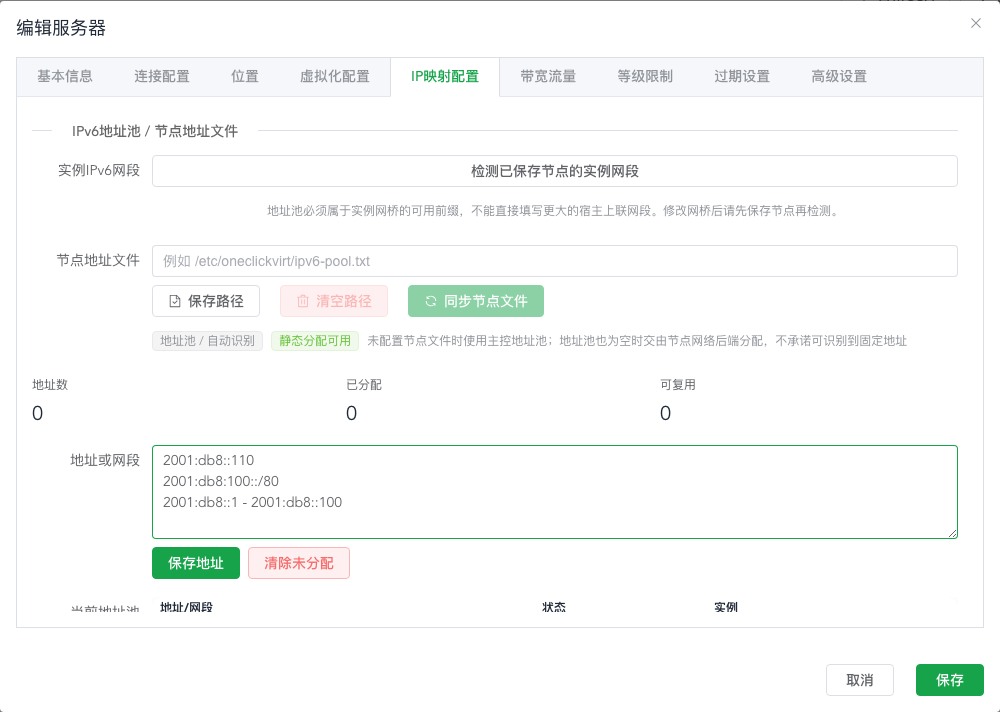 编辑服务器
基本信息 连接配置 位置 虚拟化配置 IP映射配置 带宽流量 等级限制 过期设置 高级设置
IPv6地址池 / 节点地址文件
实例IPv6网段 检测已保存节点的实例网段
地址池必须属于实例网桥的可用前缀，不能直接填写更大的宿主上联网段。修改网桥后请先保存节点再检测。
节点地址文件 例如 /etc/oneclickvirt/ipv6-pool.txt
保存路径 清空路径 同步节点文件
地址池 / 自动识别 静态分配可用 未配置节点文件时使用主控地址池；地址池也为空时交由节点网络后端分配，不承诺可识别到固定地址
地址数 已分配 可复用
0 0 0
地址或网段 2001:db8::110
2001:db8:100::/80
2001:db8::1 - 2001:db8::100
保存地址 清除未分配
当前地址池 地址/网段 状态 实例
取消 保存